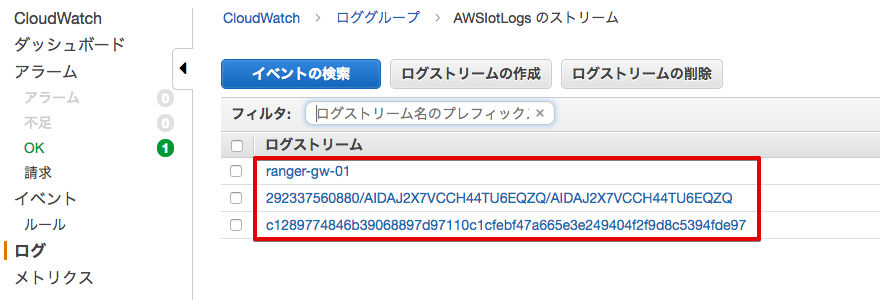 CloudWatch
ダッシュボード
アラーム
アラーム 0
不足 0
OK 1
請求
イベント
ルール
ログ
メトリクス
CloudWatch > ロググループ > AWSIotLogs のストリーム
イベントの検索 ログストリームの作成 ログストリームの削除
フィルタ: ログストリーム名のプレフィックス ×
ログストリーム
ranger-gw-01
292337560880/AIDAJ2X7VCCH44TU6EQZQ/AIDAJ2X7VCCH44TU6EQZQ
c1289774846b39068897d97110c1cfebf47a665e3e249404f2f9d8c5394fde97